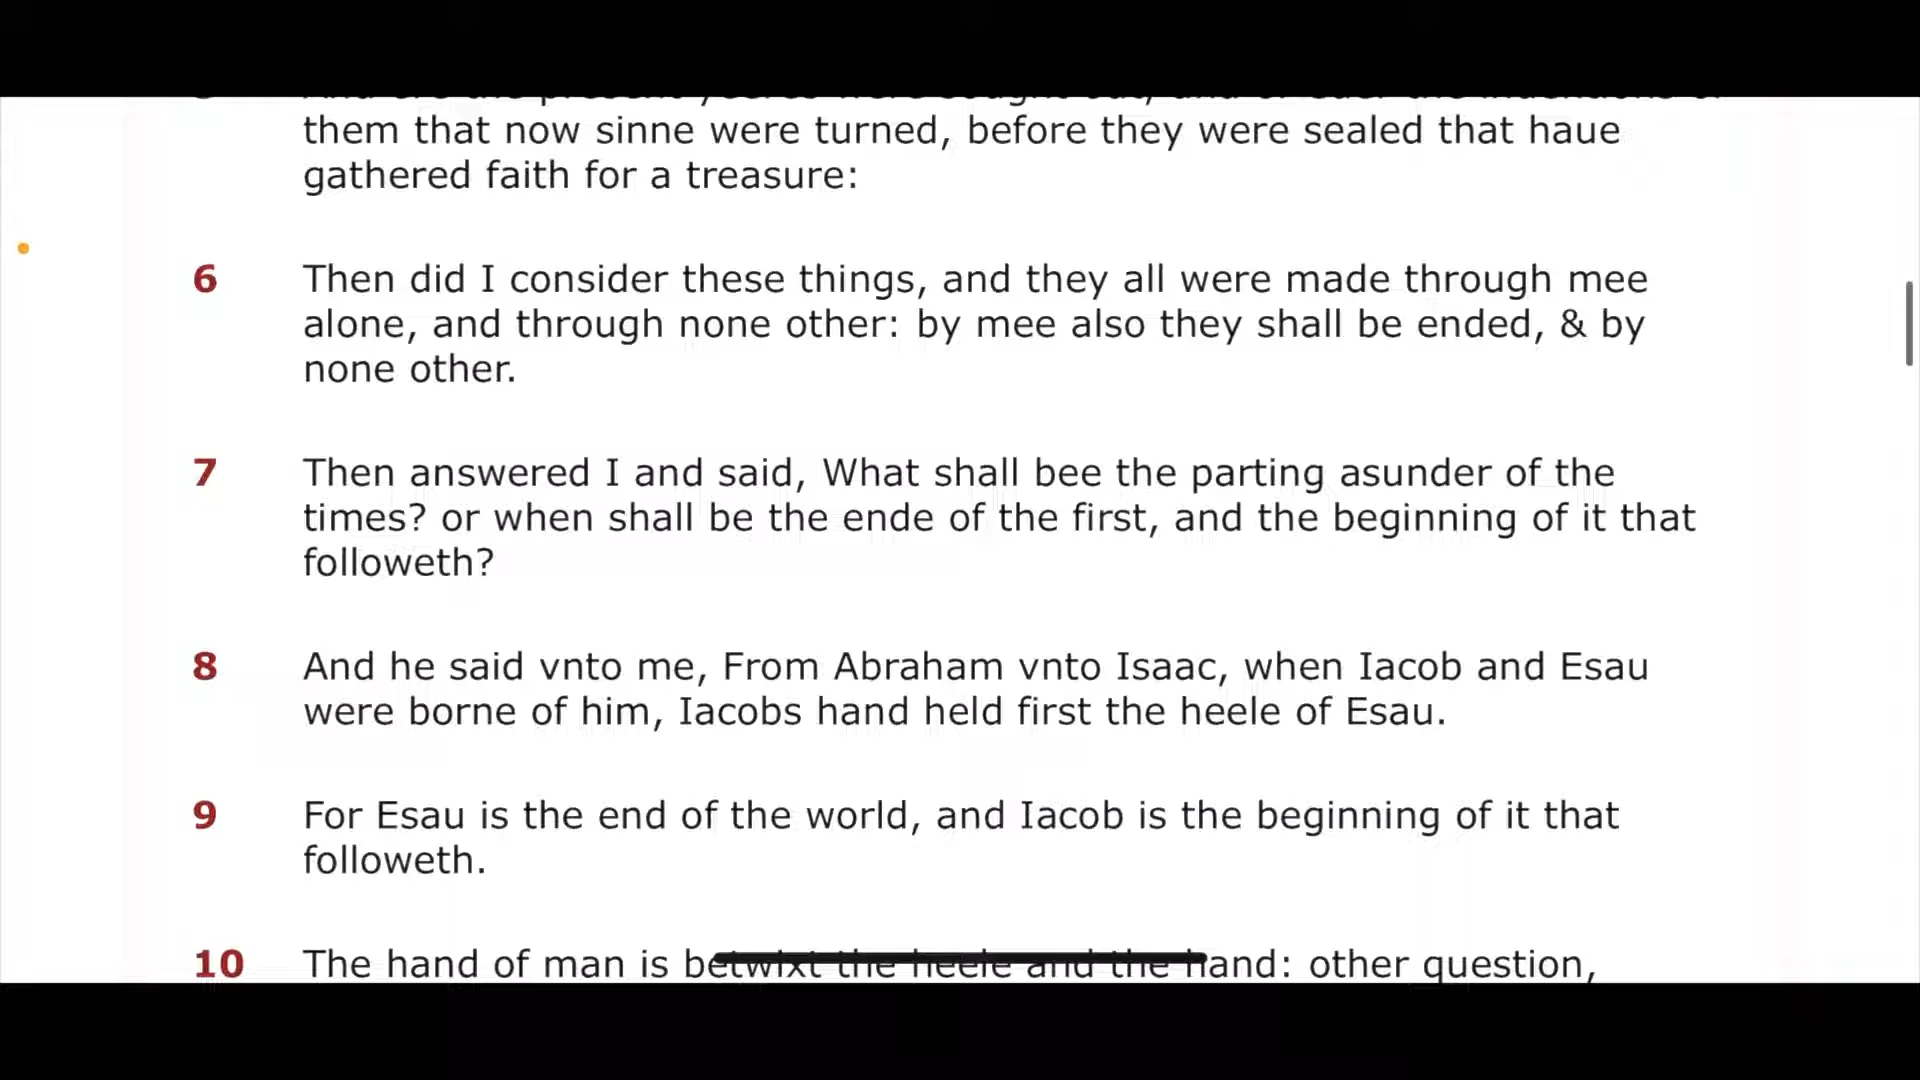 them that now sinne were turned, before they were sealed that haue
gathered faith for a treasure:
6 Then did I consider these things, and they all were made through mee
alone, and through none other: by mee also they shall be ended, & by
none other.
7 Then answered I and said, What shall bee the parting asunder of the
times? or when shall be the ende of the first, and the beginning of it that
followeth?
8 And he said vnto me, From Abraham vnto Isaac, when Iacob and Esau
were borne of him, Iacobs hand held first the heele of Esau.
9 For Esau is the end of the world, and Iacob is the beginning of it that
followeth.
10 The hand of man is betwixt the heele and the hand: other question,